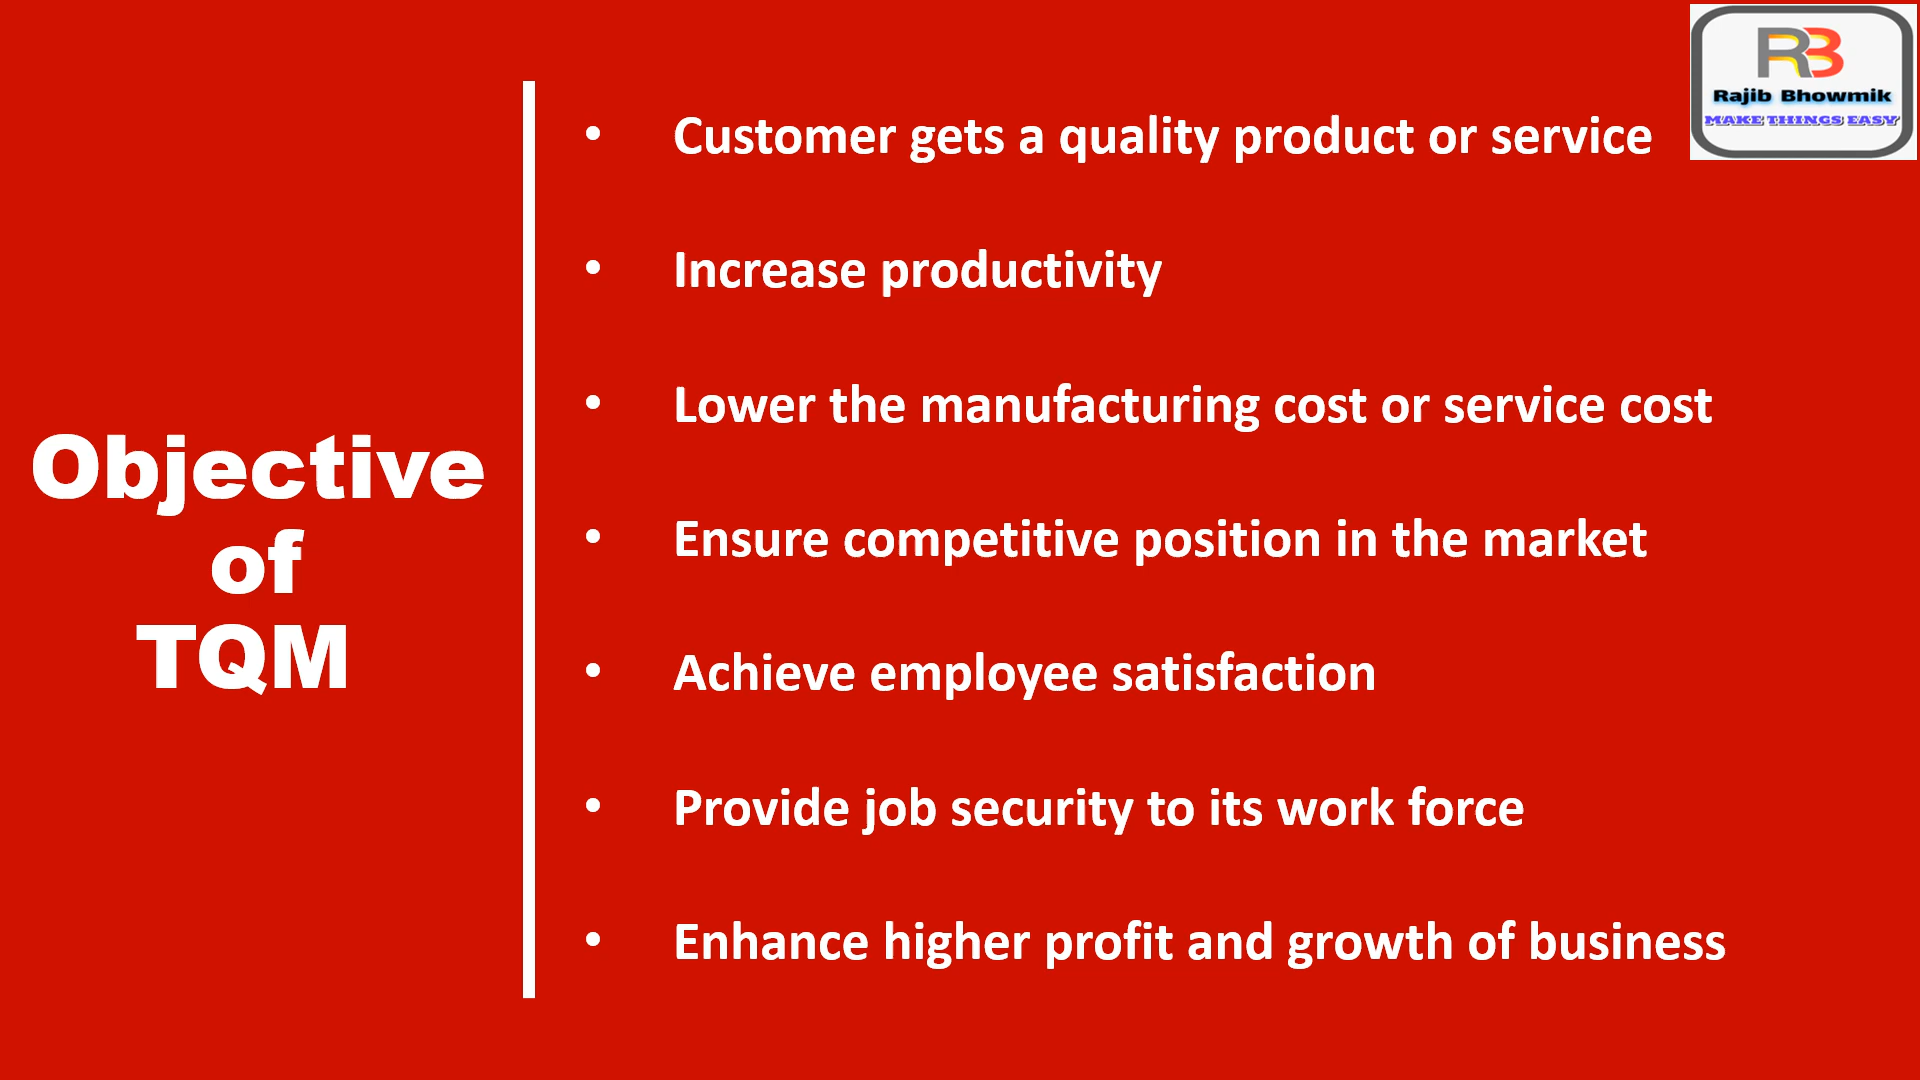 Objective
of
TQM
• Customer gets a quality product or service
• Increase productivity
• Lower the manufacturing cost or service cost
• Ensure competitive position in the market
• Achieve employee satisfaction
• Provide job security to its work force
• Enhance higher profit and growth of business
RB
Rajib Bhowmik
MAKE THINGS EASY